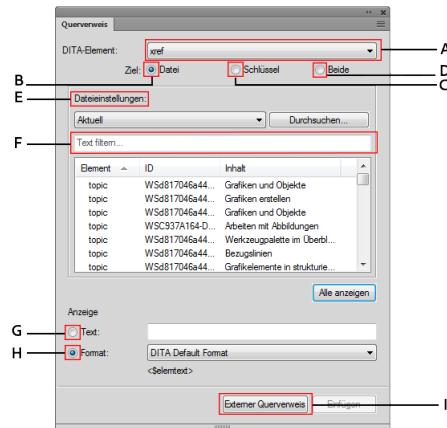 Querverweis
DITA-Element: xref
A
Ziel: Datei Schlüssel Beide
B
D
C
E
Dateieinstellungen:
Aktuell Durchsuchen...
F
Text filtern...
Element ID Inhalt
topic WSd817046a44... Grafiken und Objekte
topic WSd817046a44... Grafiken erstellen
topic WSd817046a44... Grafiken und Objekte
topic WSC937A164-D... Arbeiten mit Abbildungen
topic WSd817046a44... Werkzeugpalette im Überbl...
topic WSd817046a44... Bezugslinien
topic WSd817046a44... Grafikelemente in strukturie...
Alle anzeigen
Anzeige
G Text:
H Format: DITA Default Format
<$elemtext>
Externer Querverweis Einfügen
I